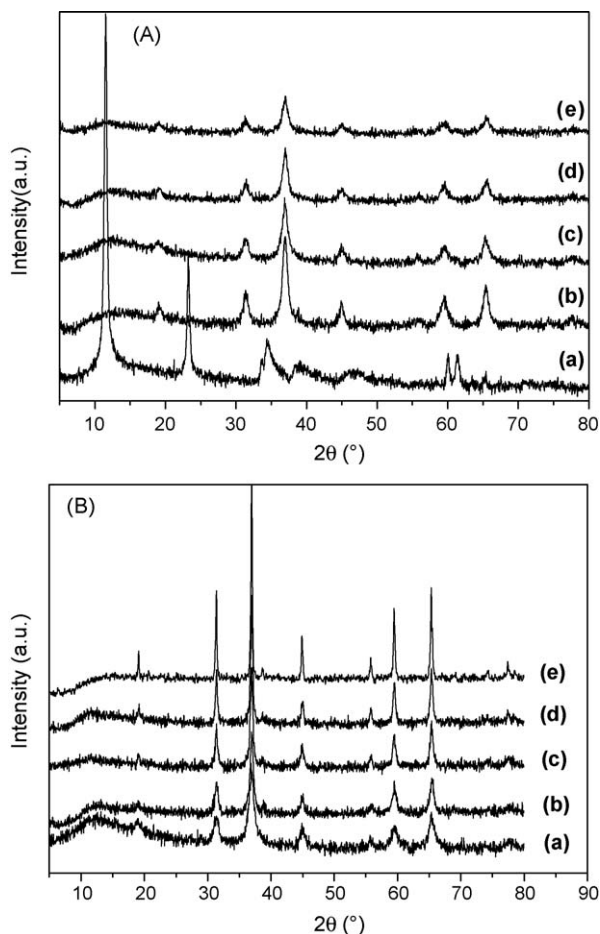 (A)
Intensity(a.u.)
(e)
(d)
(c)
(b)
(a)
10 20 30 40 50 60 70 80
2θ (°)
(B)
Intensity (a.u.)
(e)
(d)
(c)
(b)
(a)
10 20 30 40 50 60 70 80 90
2θ (°)